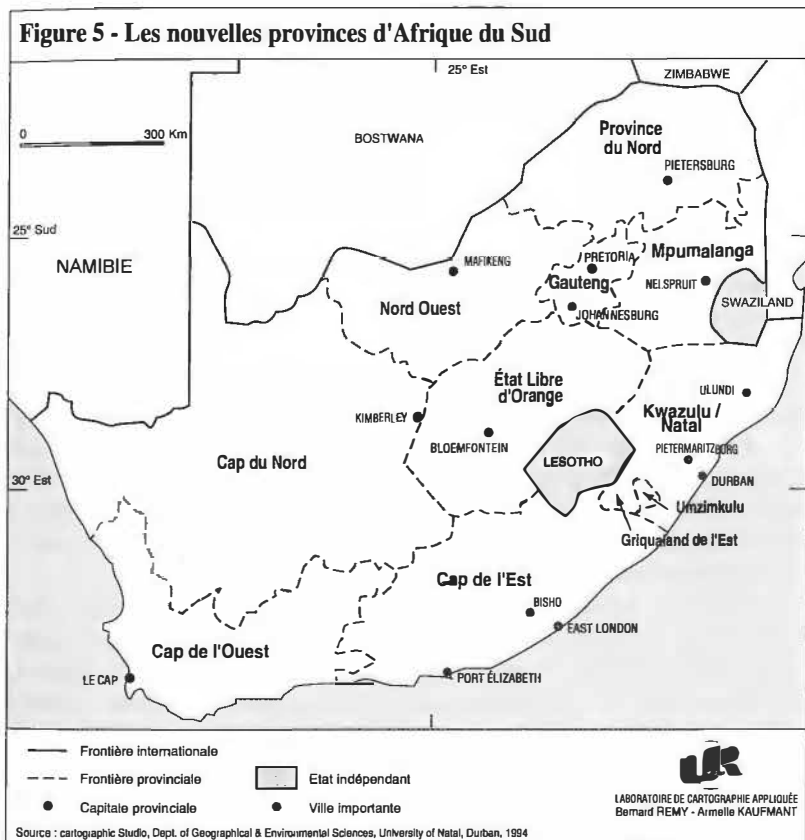 Figure 5 - Les nouvelles provinces d'Afrique du Sud
25° Est
ZIMBABWE
0 300 Km
BOSTWANA
Province
du Nord
PIETERSBURG
25° Sud
NAMIBIE
MAFIKENG
PRETORIA
Mpumalanga
Gauteng
NELSPRUIT
SWAZILAND
Nord Ouest
JOHANNESBURG
État Libre
d'Orange
ULUNDI
KIMBERLEY
Kwazulu /
Natal
BLOEMFONTEIN
PIETERMARITZBURG
Cap du Nord
LESOTHO
DURBAN
30° Est
Umzimkulu
Griqualand de l'Est
Cap de l'Est
BISHO
EAST LONDON
Cap de l'Ouest
LE CAP
PORT ÉLIZABETH
Frontière internationale
Frontière provinciale
Etat indépendant
Capitale provinciale
Ville importante
LABORATOIRE DE CARTOGRAPHIE APPLIQUÉE
Bernard REMY - Armelle KAUFMANT
Source : cartographic Studio, Dept. of Geographical & Environmental Sciences, University of Natal, Durban, 1994